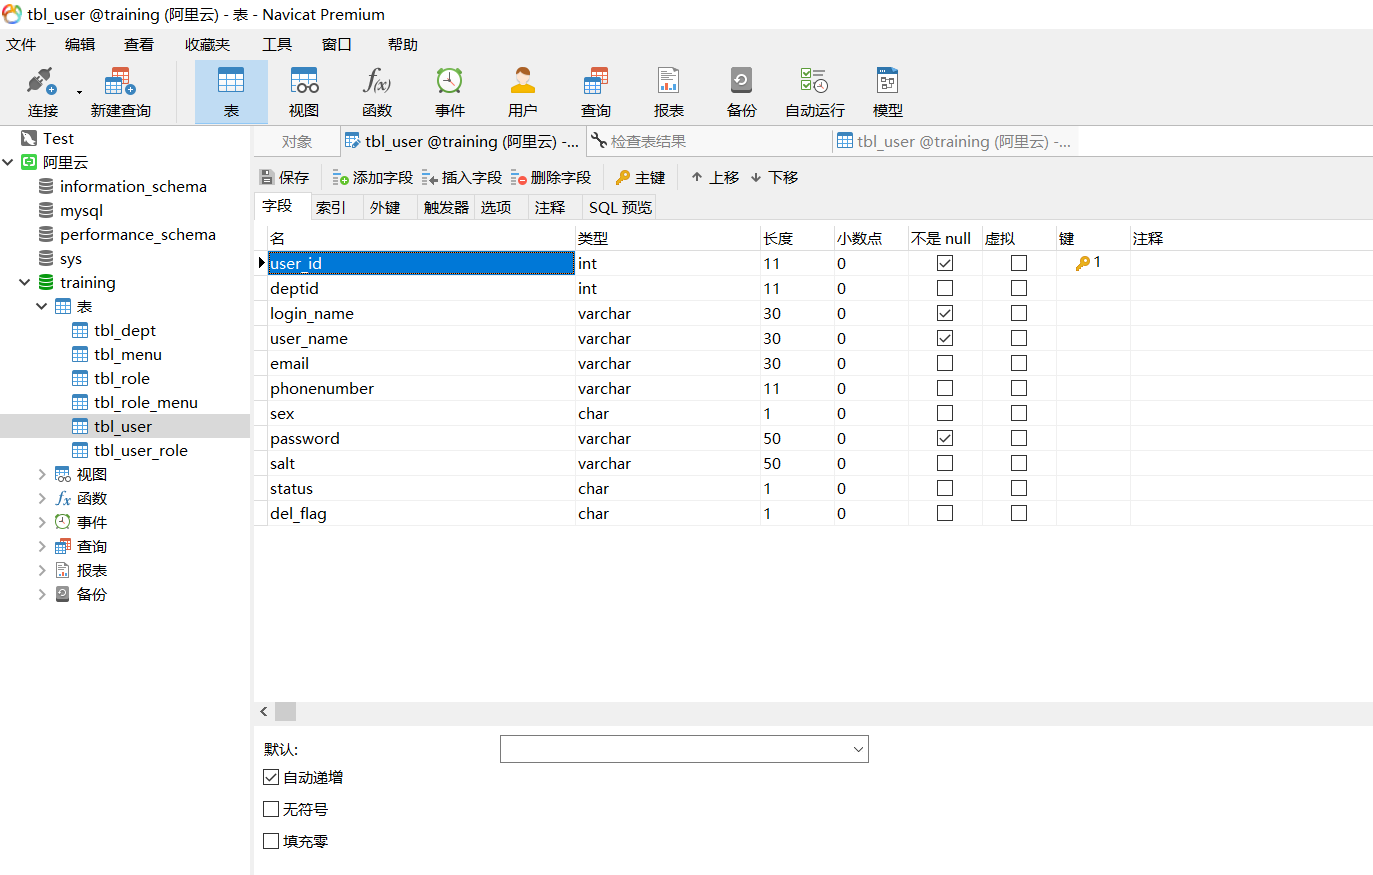 tbl_user @training (阿里云) - 表 - Navicat Premium
文件 编辑 查看 收藏夹 工具 窗口 帮助
连接 新建查询 表 视图 函数 事件 用户 查询 报表 备份 自动运行 模型
Test
阿里云
information_schema
mysql
performance_schema
sys
training
表
tbl_dept
tbl_menu
tbl_role
tbl_role_menu
tbl_user
tbl_user_role
视图
函数
事件
查询
报表
备份
对象 tbl_user @training (阿里云) -... 检查表结果 tbl_user @training (阿里云) -...
保存 添加字段 插入字段 删除字段 主键 上移 下移
字段 索引 外键 触发器 选项 注释 SQL 预览
名 类型 长度 小数点 不是 null 虚拟 键 注释
user_id int 11 0 1
deptid int 11 0
login_name varchar 30 0
user_name varchar 30 0
email varchar 30 0
phonenumber varchar 11 0
sex char 1 0
password varchar 50 0
salt varchar 50 0
status char 1 0
del_flag char 1 0
默认:
自动递增
无符号
填充零